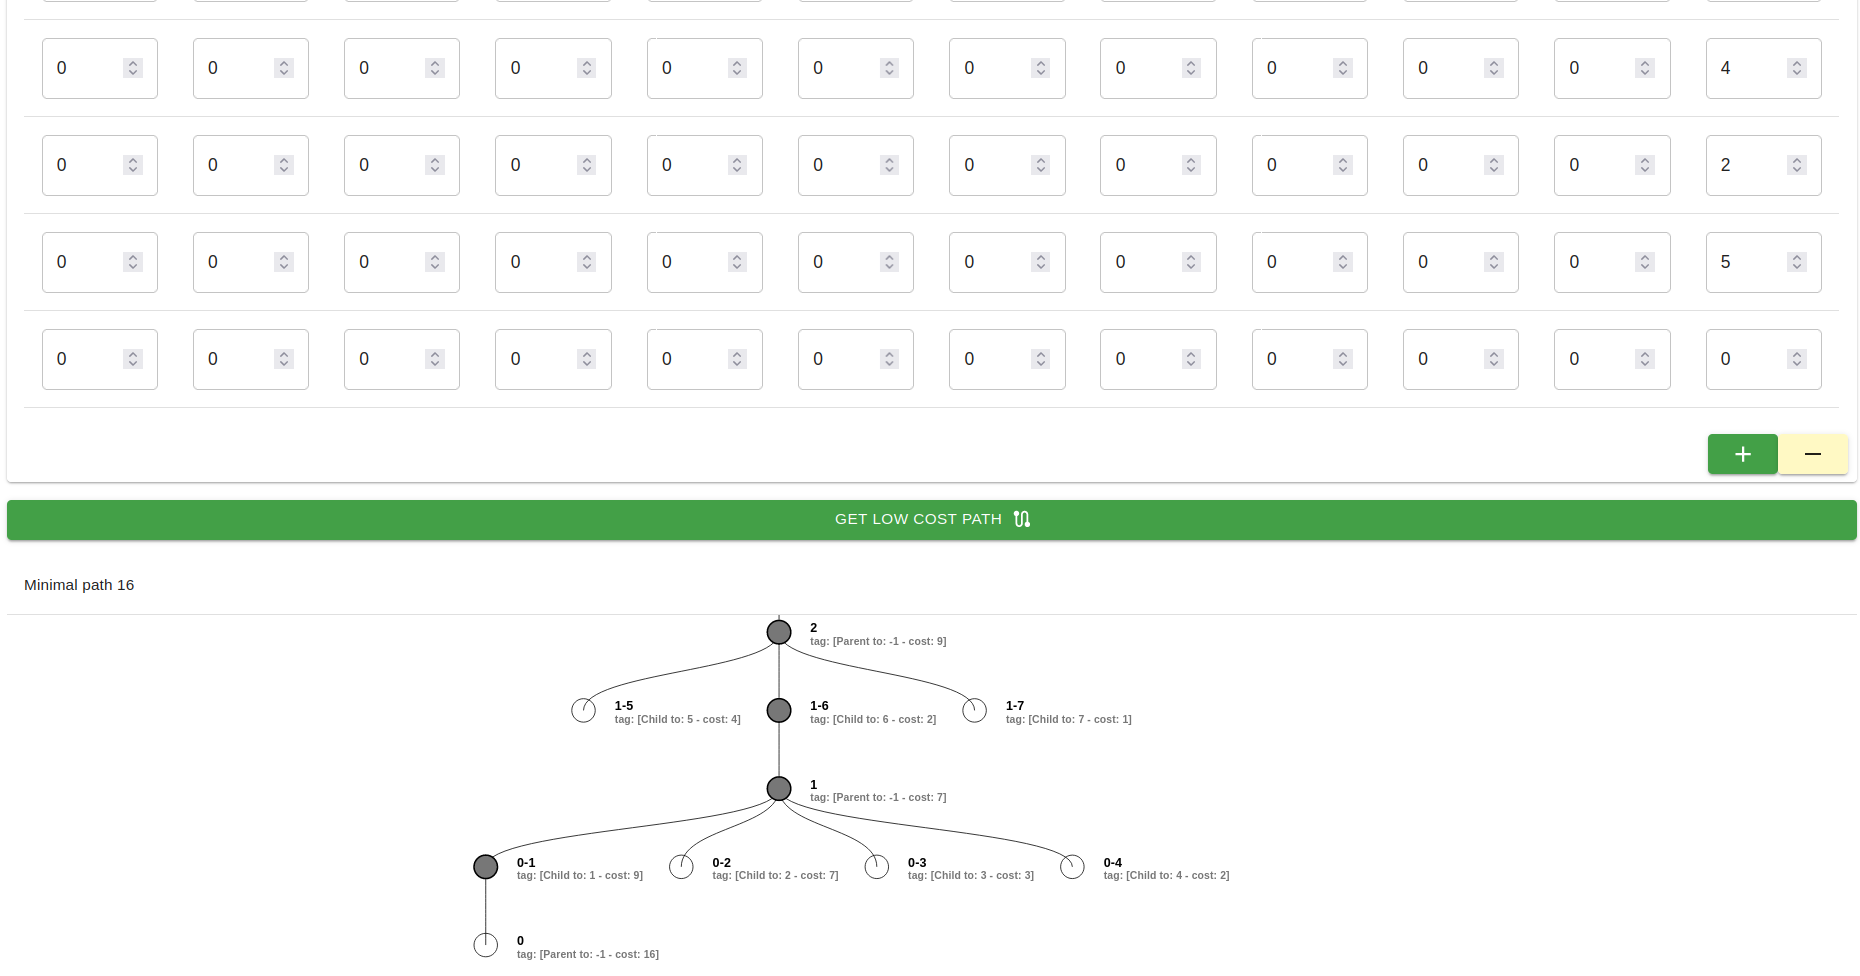 0 0 0 0 0 0 0 0 0 0 0 4
0 0 0 0 0 0 0 0 0 0 0 2
0 0 0 0 0 0 0 0 0 0 0 5
0 0 0 0 0 0 0 0 0 0 0 0
+ −
GET LOW COST PATH
Minimal path 16
2
tag: [Parent to: -1 - cost: 9]
1-5
tag: [Child to: 5 - cost: 4]
1-6
tag: [Child to: 6 - cost: 2]
1-7
tag: [Child to: 7 - cost: 1]
1
tag: [Parent to: -1 - cost: 7]
0-1
tag: [Child to: 1 - cost: 9]
0-2
tag: [Child to: 2 - cost: 7]
0-3
tag: [Child to: 3 - cost: 3]
0-4
tag: [Child to: 4 - cost: 2]
0
tag: [Parent to: -1 - cost: 16]